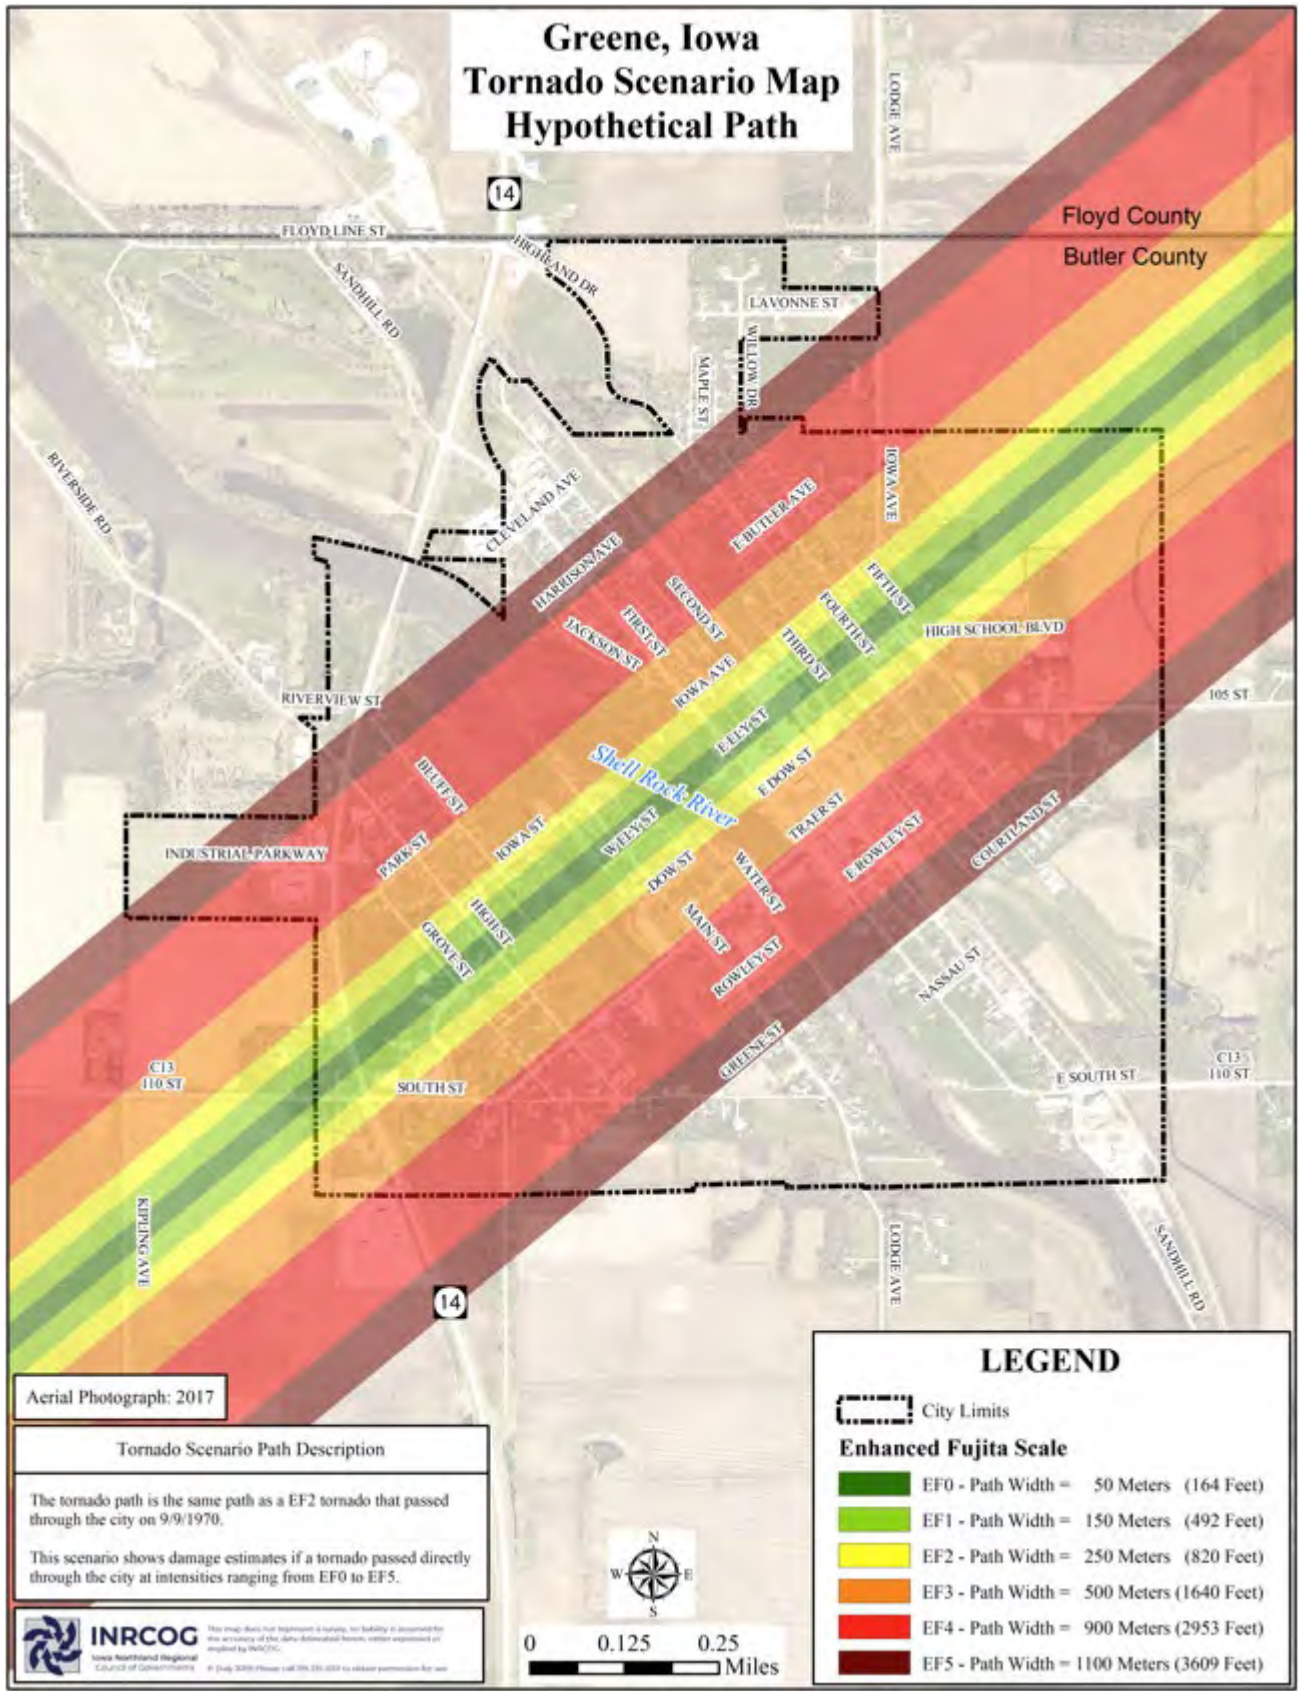 Greene, Iowa
Tornado Scenario Map
Hypothetical Path
LODGE AVE
14
Floyd County
FLOYD LINE ST
HIGHLAND DR
Butler County
SANDHILL RD
LAVONNE ST
WILLOW DR
MAPLE ST
RIVERSIDE RD
IOWA AVE
CLEVELAND AVE
E BUTLER AVE
HARRISON AVE
FIFTH ST
SECOND ST
FOURTH ST
FIRST ST
JACKSON ST
THIRD ST
HIGH SCHOOL BLVD
IOWA AVE
RIVERVIEW ST
105 ST
E ELY ST
Shell Rock River
BLUFF ST
E DOW ST
TRAER ST
W ELY ST
IOWA ST
PARK ST
INDUSTRIAL PARKWAY
E ROWLEY ST
COURTLAND ST
DOW ST
WATER ST
HIGH ST
MAIN ST
GROVE ST
ROWLEY ST
NASSAU ST
GREENE ST
C13
110 ST
SOUTH ST
E SOUTH ST
C13
110 ST
KIPLING AVE
LODGE AVE
SANDHILL RD
14
Aerial Photograph: 2017
Tornado Scenario Path Description
The tornado path is the same path as a EF2 tornado that passed
through the city on 9/9/1970.
This scenario shows damage estimates if a tornado passed directly
through the city at intensities ranging from EF0 to EF5.
INRCOG
Iowa Northland Regional
Council of Governments
N
W E
S
0 0.125 0.25
Miles
LEGEND
City Limits
Enhanced Fujita Scale
EF0 - Path Width = 50 Meters (164 Feet)
EF1 - Path Width = 150 Meters (492 Feet)
EF2 - Path Width = 250 Meters (820 Feet)
EF3 - Path Width = 500 Meters (1640 Feet)
EF4 - Path Width = 900 Meters (2953 Feet)
EF5 - Path Width = 1100 Meters (3609 Feet)